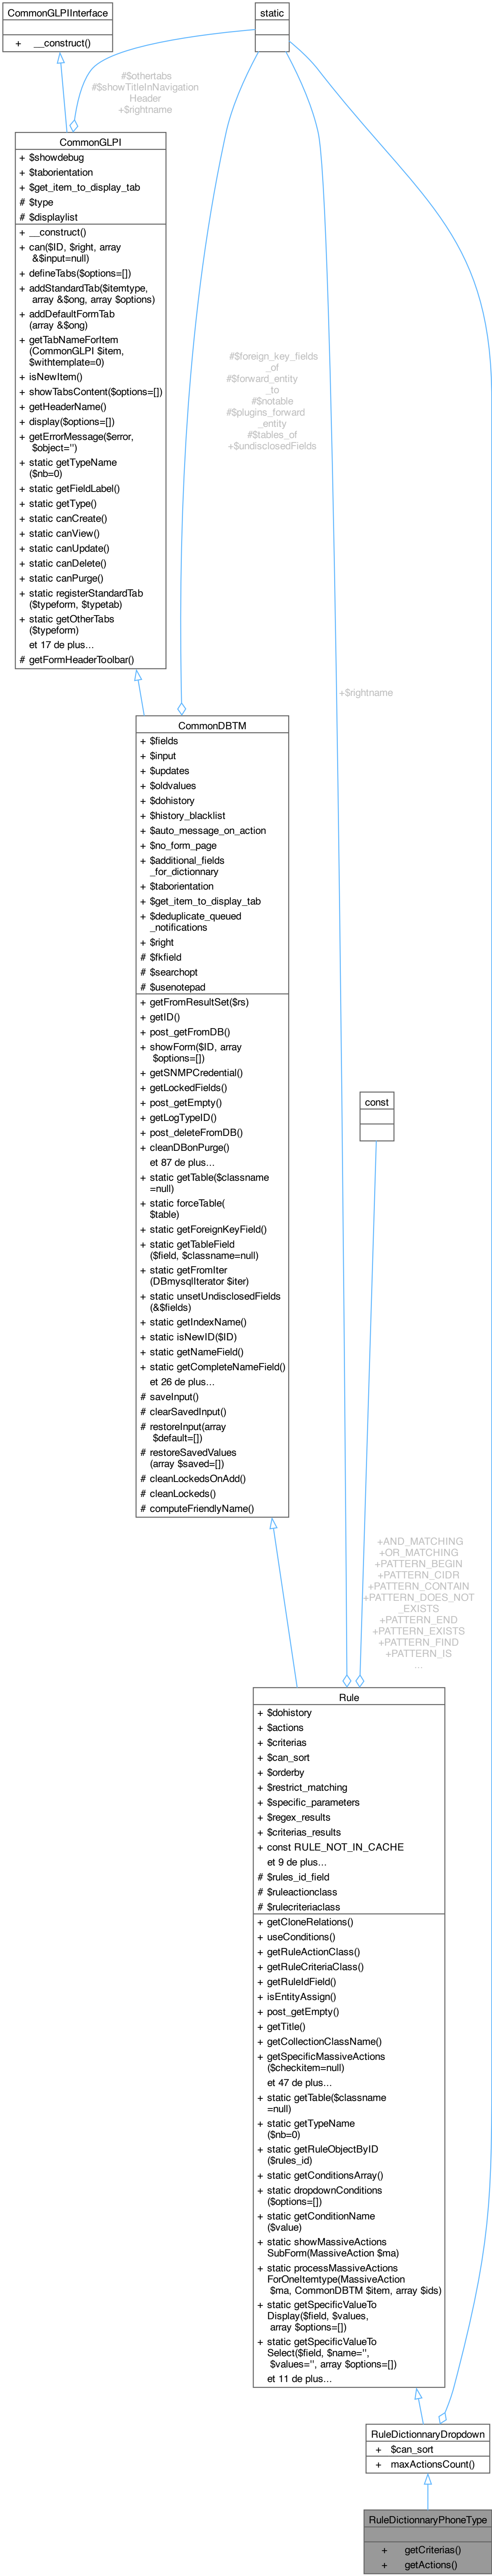 CommonGLPIInterface
+ __construct()
static
#$othertabs
#$showTitleInNavigation
Header
+$rightname
CommonGLPI
+ $showdebug
+ $taborientation
+ $get_item_to_display_tab
# $type
# $displaylist
+ __construct()
+ can($ID, $right, array
&$input=null)
+ defineTabs($options=[])
+ addStandardTab($itemtype,
array &$ong, array $options)
+ addDefaultFormTab
(array &$ong)
+ getTabNameForItem
(CommonGLPI $item,
$withtemplate=0)
+ isNewItem()
+ showTabsContent($options=[])
+ getHeaderName()
+ display($options=[])
+ getErrorMessage($error,
$object='')
+ static getTypeName
($nb=0)
+ static getFieldLabel()
+ static getType()
+ static canCreate()
+ static canView()
+ static canUpdate()
+ static canDelete()
+ static canPurge()
+ static registerStandardTab
($typeform, $typetab)
+ static getOtherTabs
($typeform)
et 17 de plus...
# getFormHeaderToolbar()
#$foreign_key_fields
_of
#$forward_entity
_to
#$notable
#$plugins_forward
_entity
#$tables_of
+$undisclosedFields
+$rightname
CommonDBTM
+ $fields
+ $input
+ $updates
+ $oldvalues
+ $dohistory
+ $history_blacklist
+ $auto_message_on_action
+ $no_form_page
+ $additional_fields
_for_dictionnary
+ $taborientation
+ $get_item_to_display_tab
+ $deduplicate_queued
_notifications
+ $right
# $fkfield
# $searchopt
# $usenotepad
+ getFromResultSet($rs)
+ getID()
+ post_getFromDB()
+ showForm($ID, array
$options=[])
+ getSNMPCredential()
+ getLockedFields()
+ post_getEmpty()
+ getLogTypeID()
+ post_deleteFromDB()
+ cleanDBonPurge()
et 87 de plus...
+ static getTable($classname
=null)
+ static forceTable(
$table)
+ static getForeignKeyField()
+ static getTableField
($field, $classname=null)
+ static getFromIter
(DBmysqlIterator $iter)
+ static unsetUndisclosedFields
(&$fields)
+ static getIndexName()
+ static isNewID($ID)
+ static getNameField()
+ static getCompleteNameField()
et 26 de plus...
# saveInput()
# clearSavedInput()
# restoreInput(array
$default=[])
# restoreSavedValues
(array $saved=[])
# cleanLockedsOnAdd()
# cleanLockeds()
# computeFriendlyName()
const
+AND_MATCHING
+OR_MATCHING
+PATTERN_BEGIN
+PATTERN_CIDR
+PATTERN_CONTAIN
+PATTERN_DOES_NOT
_EXISTS
+PATTERN_END
+PATTERN_EXISTS
+PATTERN_FIND
+PATTERN_IS
...
Rule
+ $dohistory
+ $actions
+ $criterias
+ $can_sort
+ $orderby
+ $restrict_matching
+ $specific_parameters
+ $regex_results
+ $criterias_results
+ const RULE_NOT_IN_CACHE
et 9 de plus...
# $rules_id_field
# $ruleactionclass
# $rulecriteriaclass
+ getCloneRelations()
+ useConditions()
+ getRuleActionClass()
+ getRuleCriteriaClass()
+ getRuleIdField()
+ isEntityAssign()
+ post_getEmpty()
+ getTitle()
+ getCollectionClassName()
+ getSpecificMassiveActions
($checkitem=null)
et 47 de plus...
+ static getTable($classname
=null)
+ static getTypeName
($nb=0)
+ static getRuleObjectByID
($rules_id)
+ static getConditionsArray()
+ static dropdownConditions
($options=[])
+ static getConditionName
($value)
+ static showMassiveActions
SubForm(MassiveAction $ma)
+ static processMassiveActions
ForOneItemtype(MassiveAction
$ma, CommonDBTM $item, array $ids)
+ static getSpecificValueTo
Display($field, $values,
array $options=[])
+ static getSpecificValueTo
Select($field, $name='',
$values='', array $options=[])
et 11 de plus...
RuleDictionnaryDropdown
+ $can_sort
+ maxActionsCount()
RuleDictionnaryPhoneType
+ getCriterias()
+ getActions()